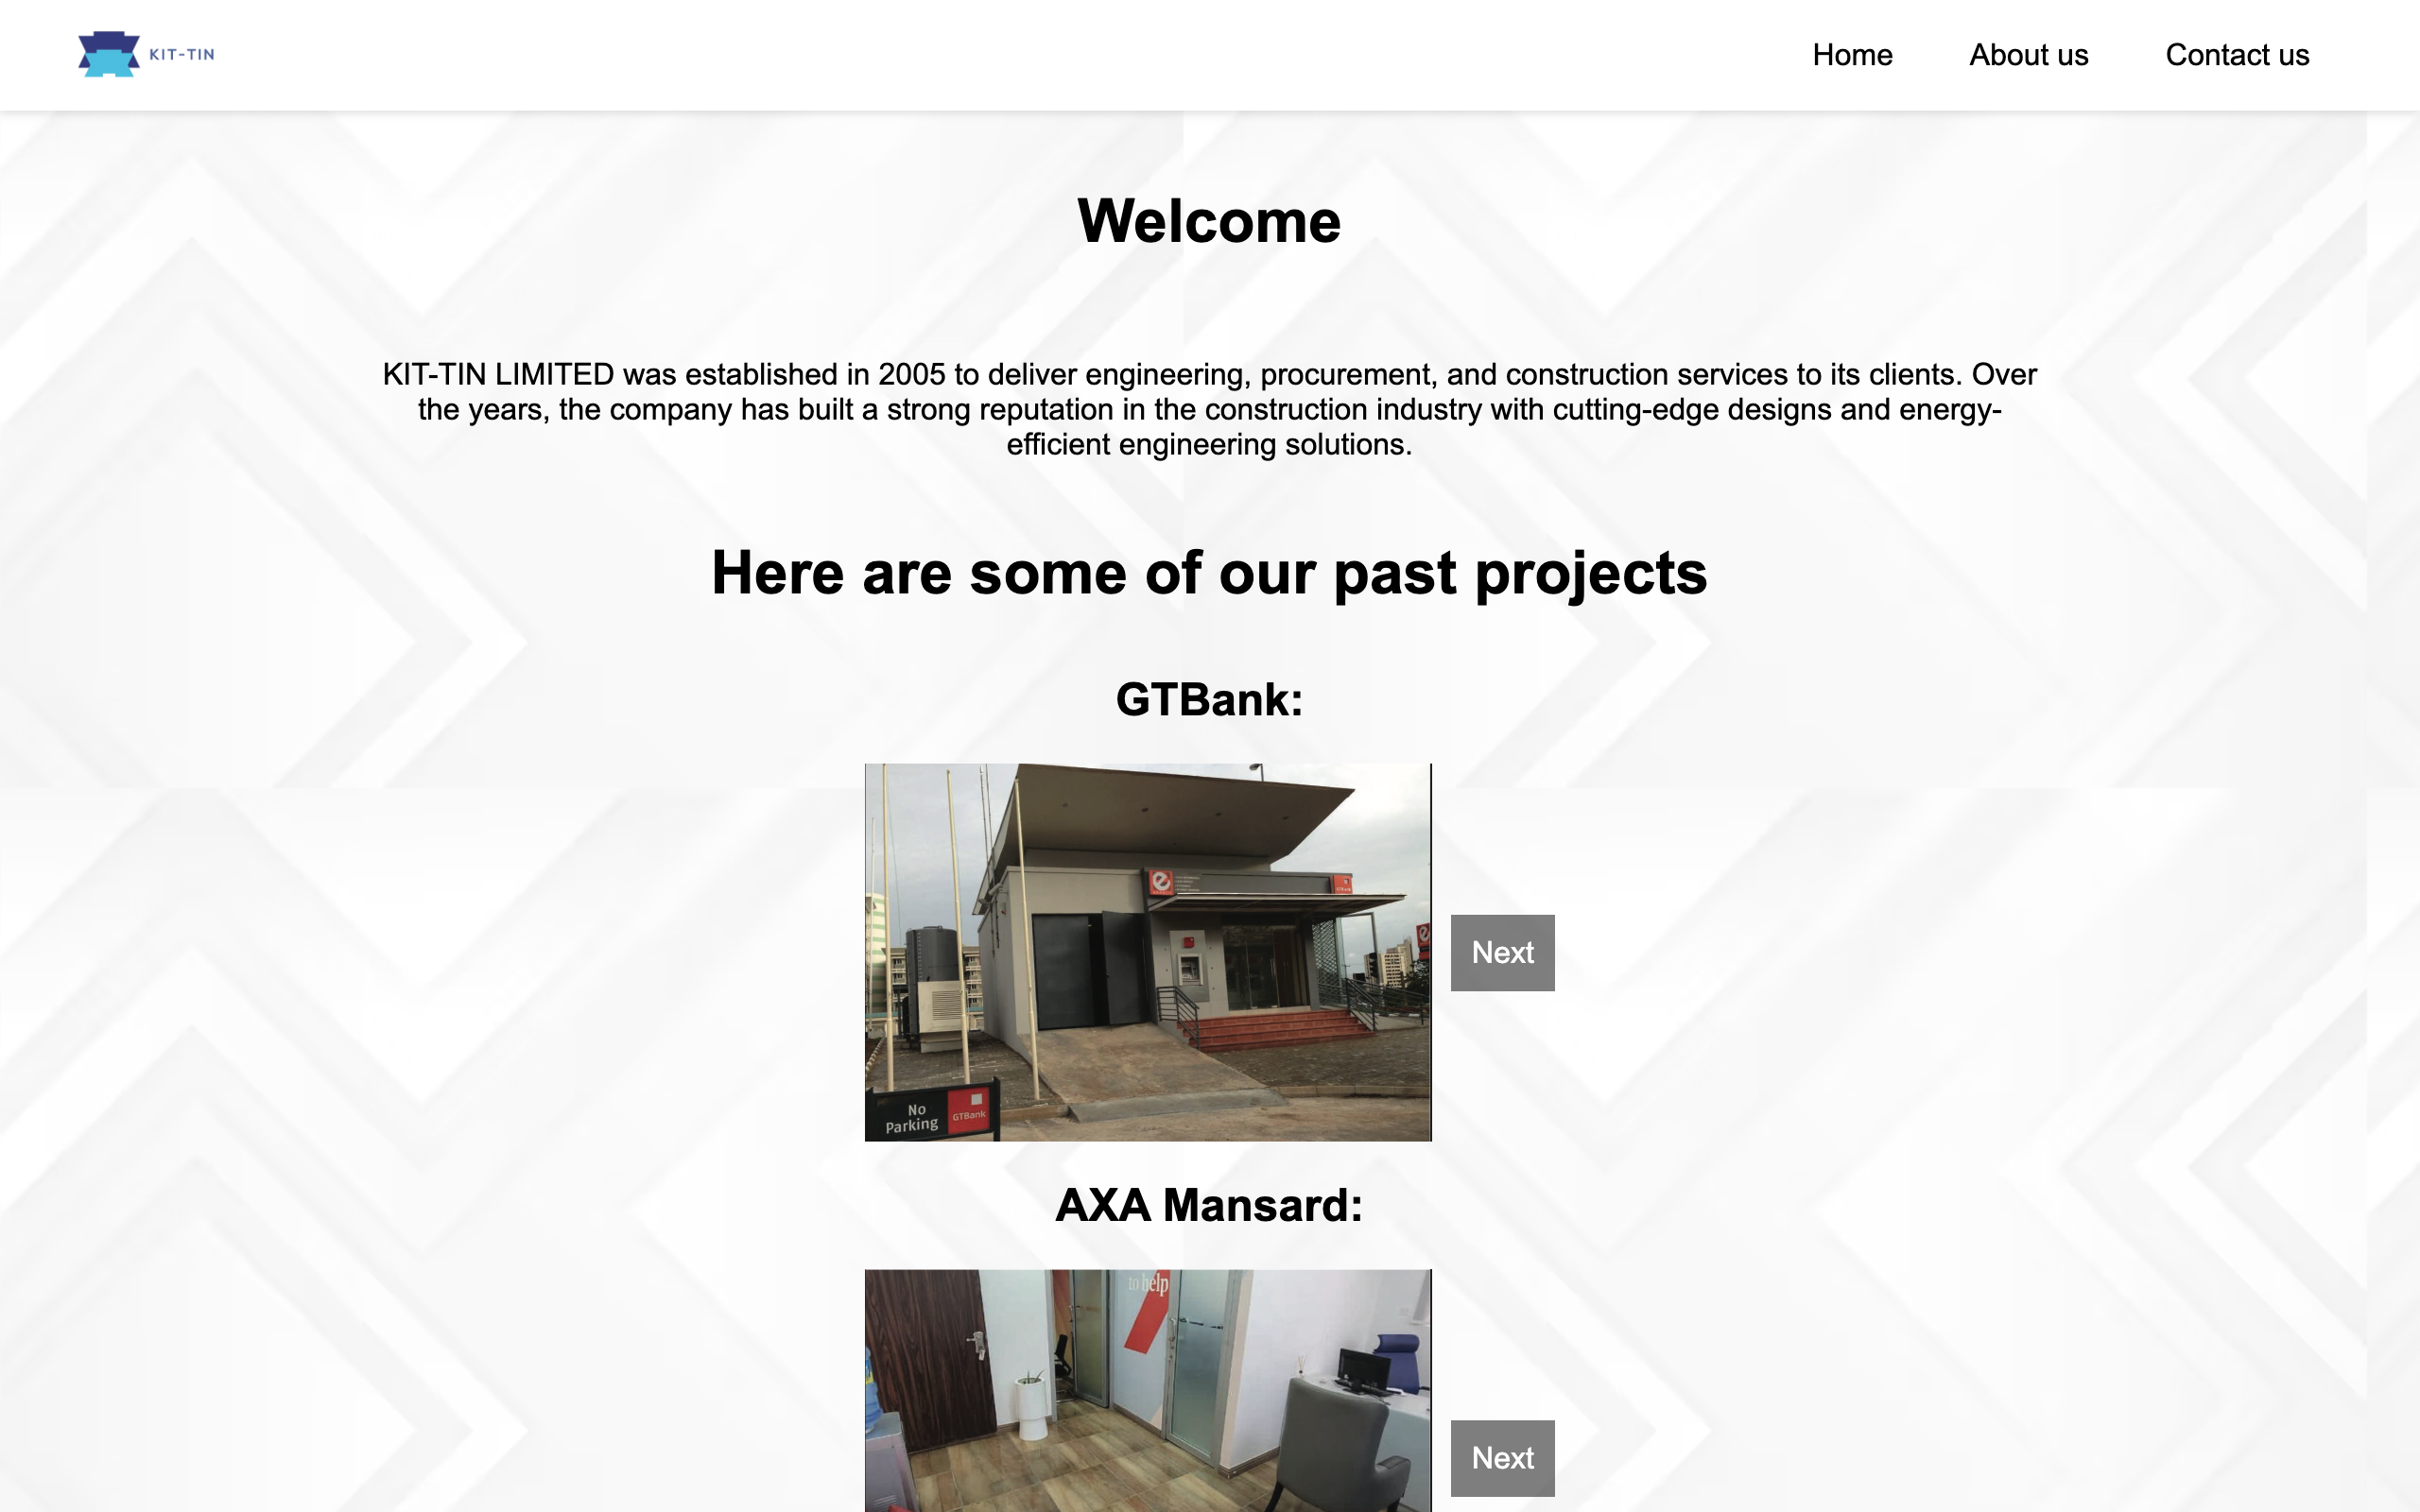 KIT-TIN
Home
About us
Contact us
Welcome
KIT-TIN LIMITED was established in 2005 to deliver engineering, procurement, and construction services to its clients. Over
the years, the company has built a strong reputation in the construction industry with cutting-edge designs and energy-
efficient engineering solutions.
Here are some of our past projects
GTBank:
No
Parking
GTBank
Next
AXA Mansard:
to help
Next